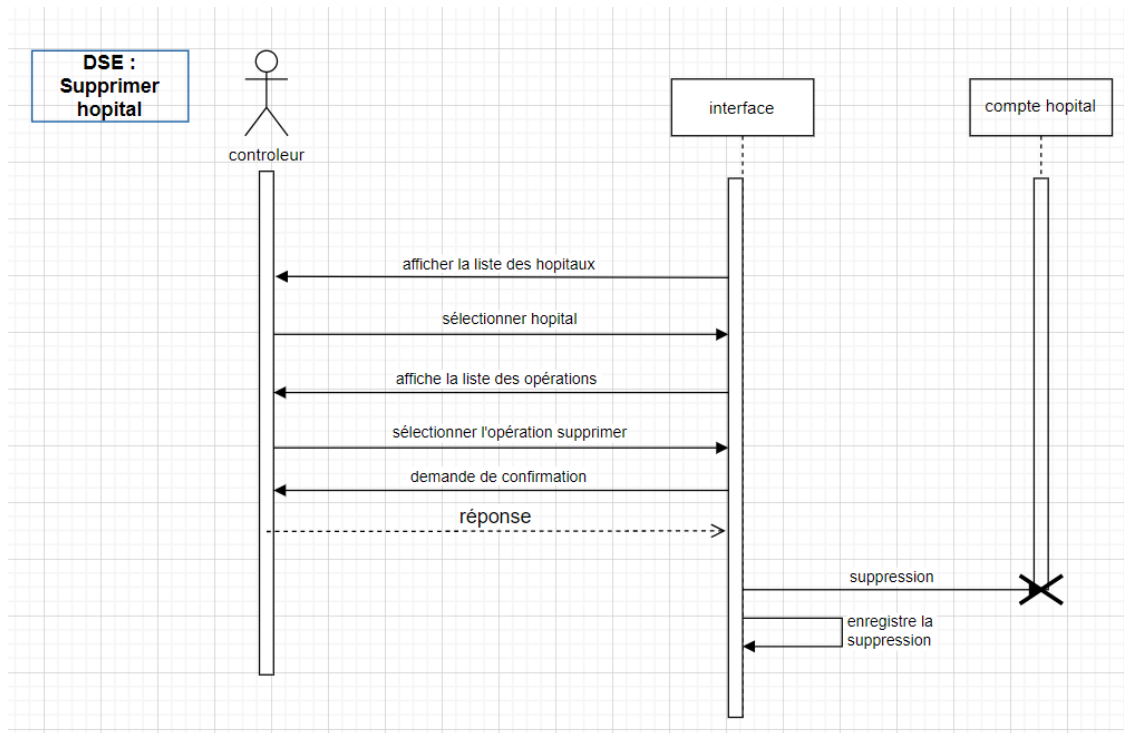 DSE :
Supprimer
hopital
controleur
interface
compte hopital
afficher la liste des hopitaux
sélectionner hopital
affiche la liste des opérations
sélectionner l'opération supprimer
demande de confirmation
réponse
suppression
enregistre la
suppression